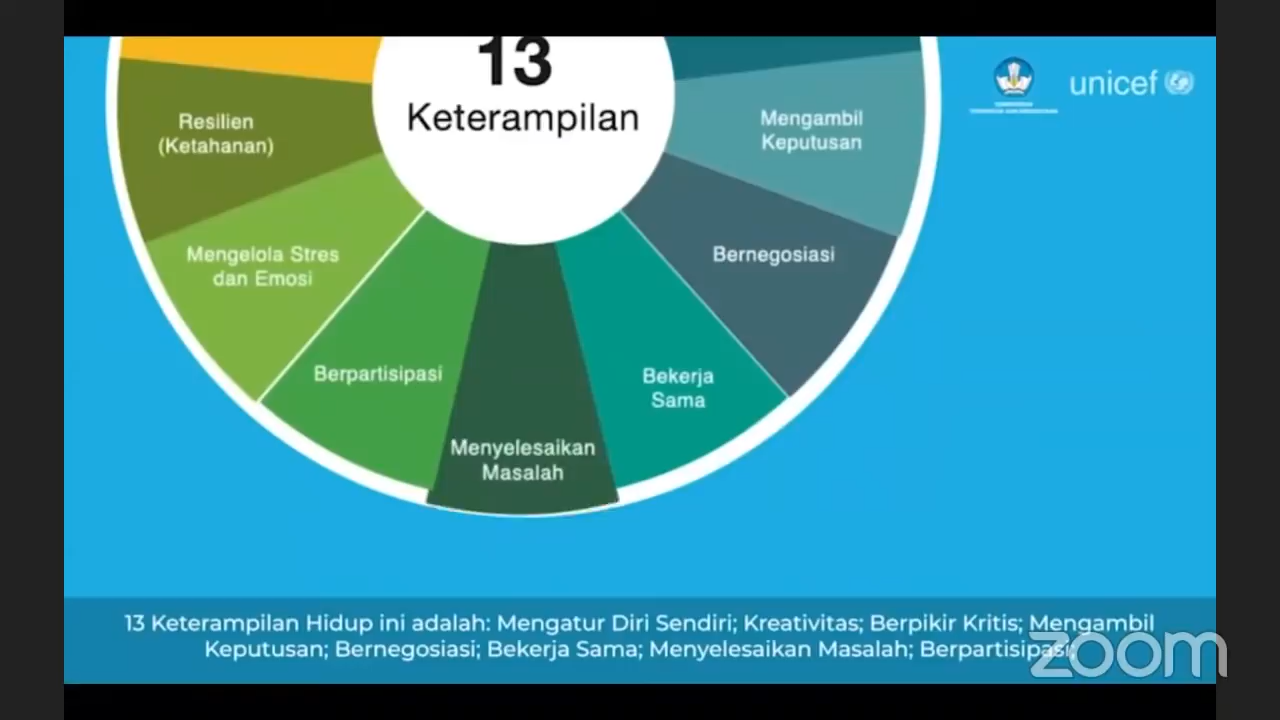 13
Keterampilan
unicef
Resilien
(Ketahanan)
Mengambil
Keputusan
Mengelola Stres
dan Emosi
Bernegosiasi
Berpartisipasi
Bekerja
Sama
Menyelesaikan
Masalah
13 Keterampilan Hidup ini adalah: Mengatur Diri Sendiri; Kreativitas; Berpikir Kritis; Mengambil
Keputusan; Bernegosiasi; Bekerja Sama; Menyelesaikan Masalah; Berpartisipasi;
zoom